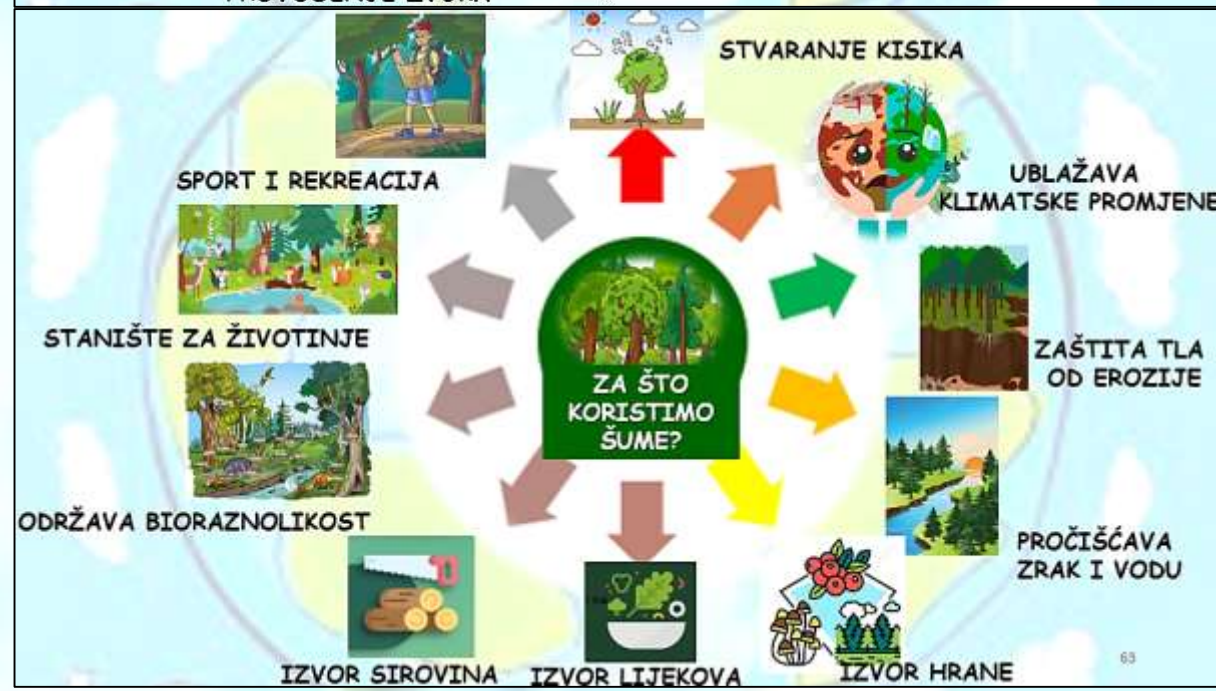 STVARANJE KISIKA
UBLAŽAVA
KLIMATSKE PROMJENE
SPORT I REKREACIJA
STANIŠTE ZA ŽIVOTINJE
ZAŠTITA TLA
OD EROZIJE
ZA ŠTO
KORISTIMO
ŠUME?
ODRŽAVA BIORAZNOLIKOST
PROČIŠĆAVA
ZRAK I VODU
IZVOR SIROVINA
IZVOR LIJEKOVA
IZVOR HRANE
63